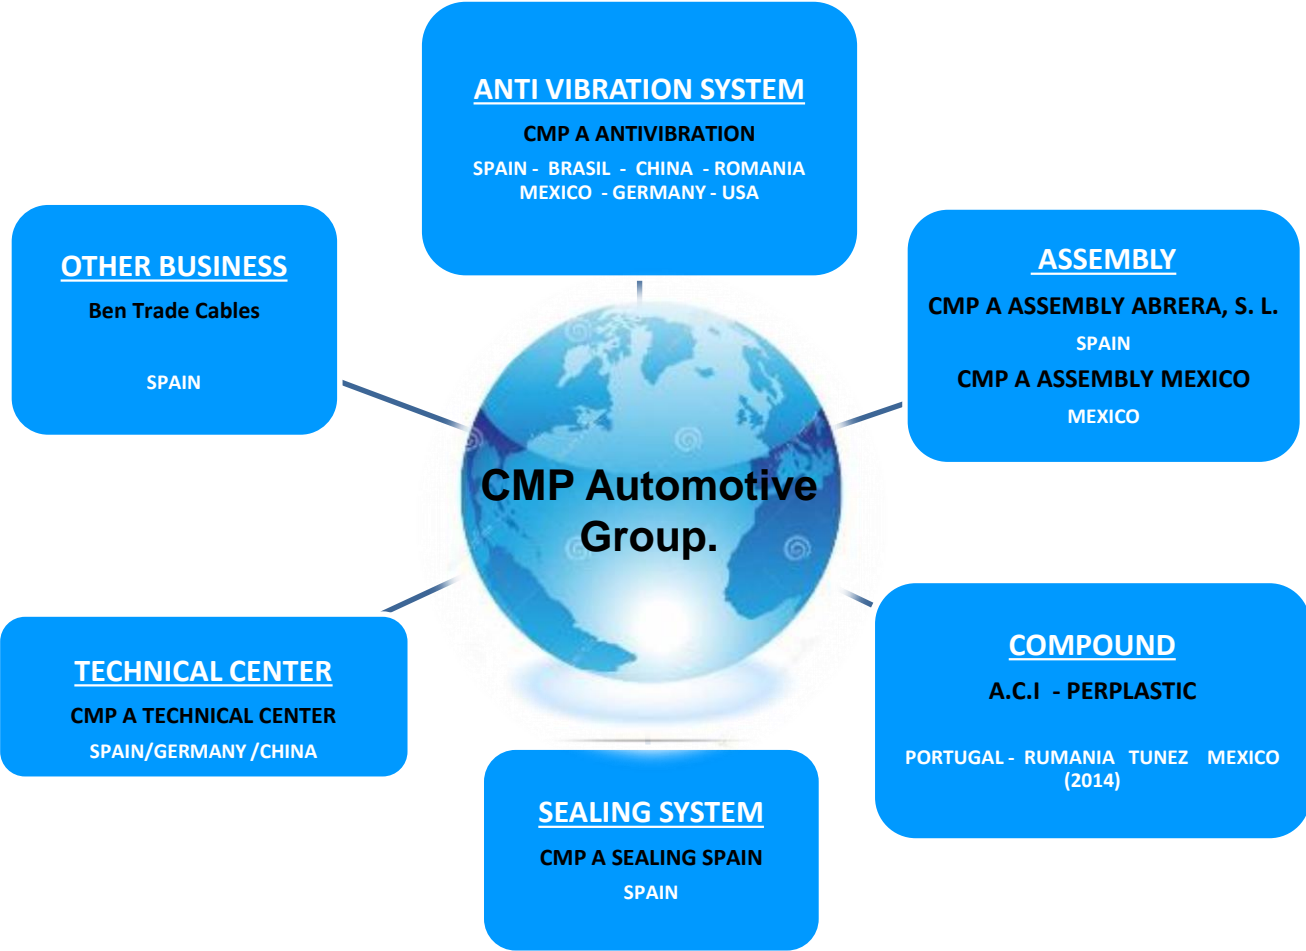 ANTI VIBRATION SYSTEM
CMP A ANTIVIBRATION
SPAIN - BRASIL - CHINA - ROMANIA
MEXICO - GERMANY - USA
OTHER BUSINESS
Ben Trade Cables
SPAIN
ASSEMBLY
CMP A ASSEMBLY ABRERA, S. L.
SPAIN
CMP A ASSEMBLY MEXICO
MEXICO
CMP Automotive
Group.
TECHNICAL CENTER
CMP A TECHNICAL CENTER
SPAIN/GERMANY /CHINA
COMPOUND
A.C.I - PERPLASTIC
PORTUGAL - RUMANIA TUNEZ MEXICO
(2014)
SEALING SYSTEM
CMP A SEALING SPAIN
SPAIN